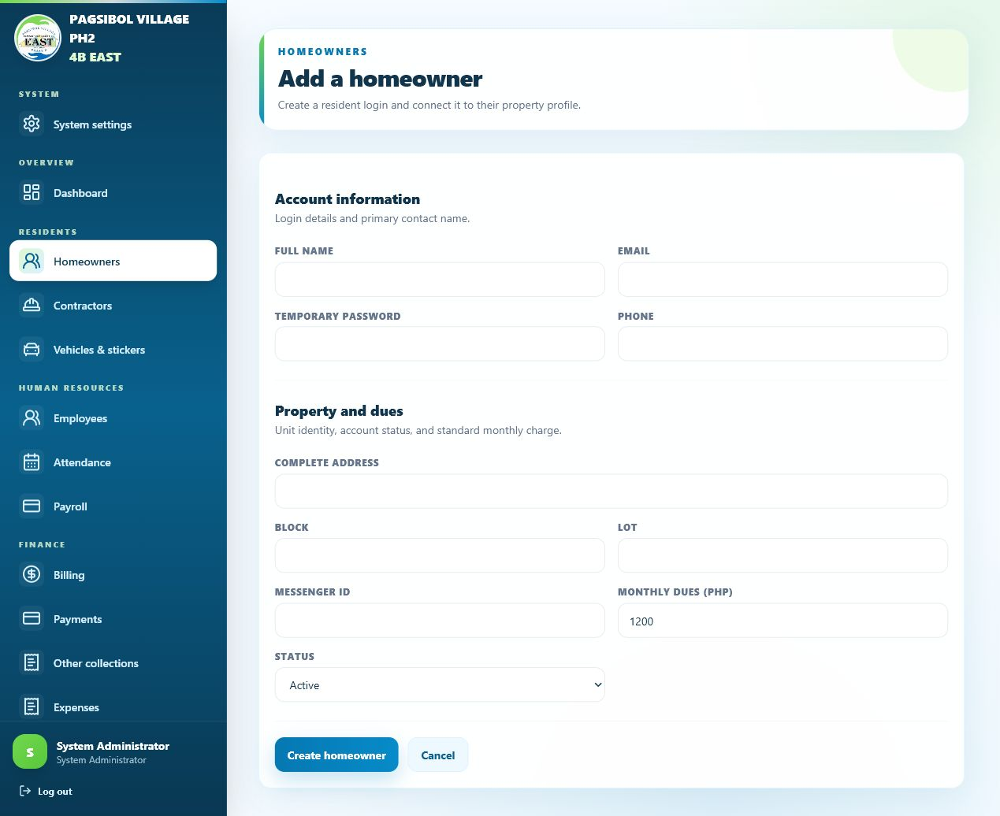 PAGSIBOL VILLAGE
PH2
4B EAST
EAST
SYSTEM
System settings
OVERVIEW
Dashboard
RESIDENTS
Homeowners
Contractors
Vehicles & stickers
HUMAN RESOURCES
Employees
Attendance
Payroll
FINANCE
Billing
Payments
Other collections
Expenses
S
System Administrator
System Administrator
Log out
HOMEOWNERS
Add a homeowner
Create a resident login and connect it to their property profile.
Account information
Login details and primary contact name.
FULL NAME
EMAIL
TEMPORARY PASSWORD
PHONE
Property and dues
Unit identity, account status, and standard monthly charge.
COMPLETE ADDRESS
BLOCK
LOT
MESSENGER ID
MONTHLY DUES (PHP)
1200
STATUS
Active
Create homeowner
Cancel